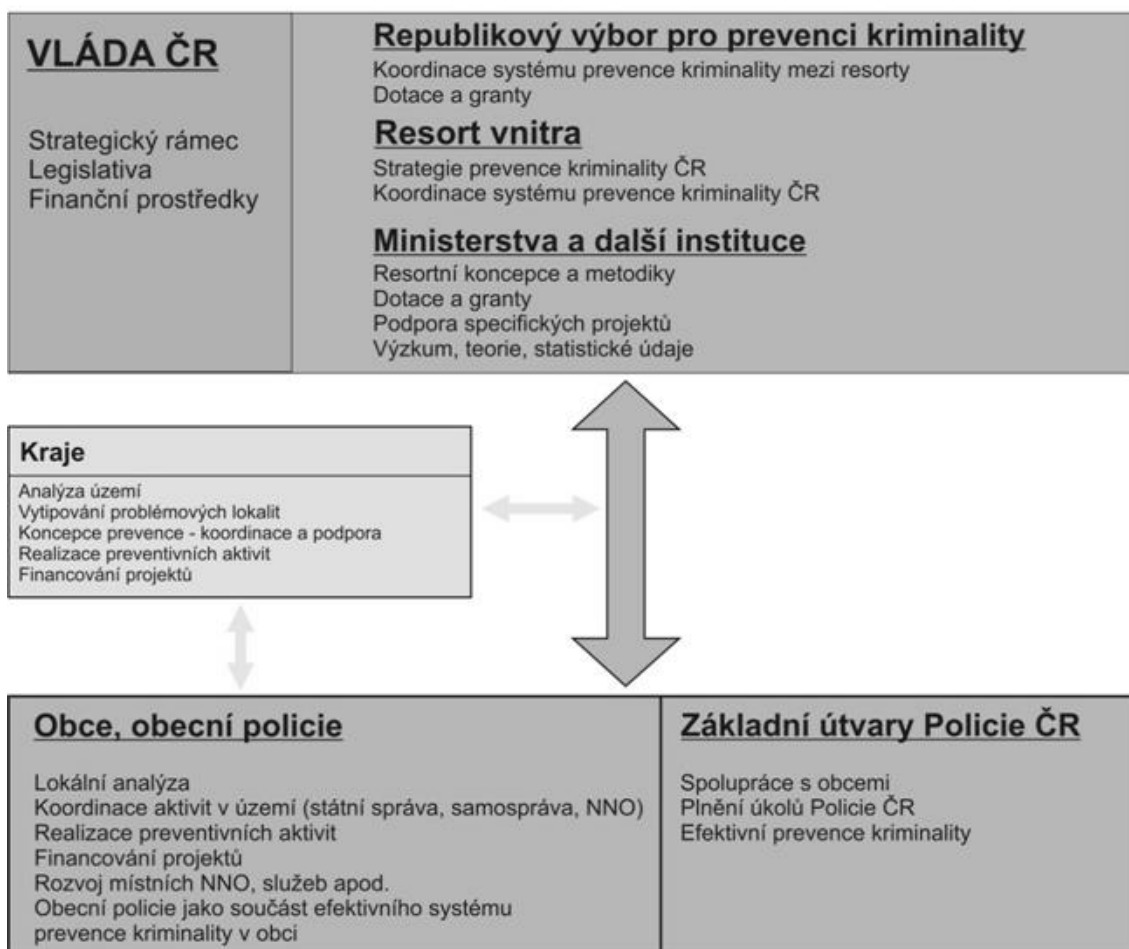 VLÁDA ČR
Strategický rámec
Legislativa
Finanční prostředky
Republikový výbor pro prevenci kriminality
Koordinace systému prevence kriminality mezi resorty
Dotace a granty
Resort vnitra
Strategie prevence kriminality ČR
Koordinace systému prevence kriminality ČR
Ministerstva a další instituce
Resortní koncepce a metodiky
Dotace a granty
Podpora specifických projektů
Výzkum, teorie, statistické údaje
Kraje
Analýza území
Vytipování problémových lokalit
Koncepce prevence - koordinace a podpora
Realizace preventivních aktivit
Financování projektů
Obce, obecní policie
Lokální analýza
Koordinace aktivit v území (státní správa, samospráva, NNO)
Realizace preventivních aktivit
Financování projektů
Rozvoj místních NNO, služeb apod.
Obecní policie jako součást efektivního systému
prevence kriminality v obci
Základní útvary Policie ČR
Spolupráce s obcemi
Plnění úkolů Policie ČR
Efektivní prevence kriminality